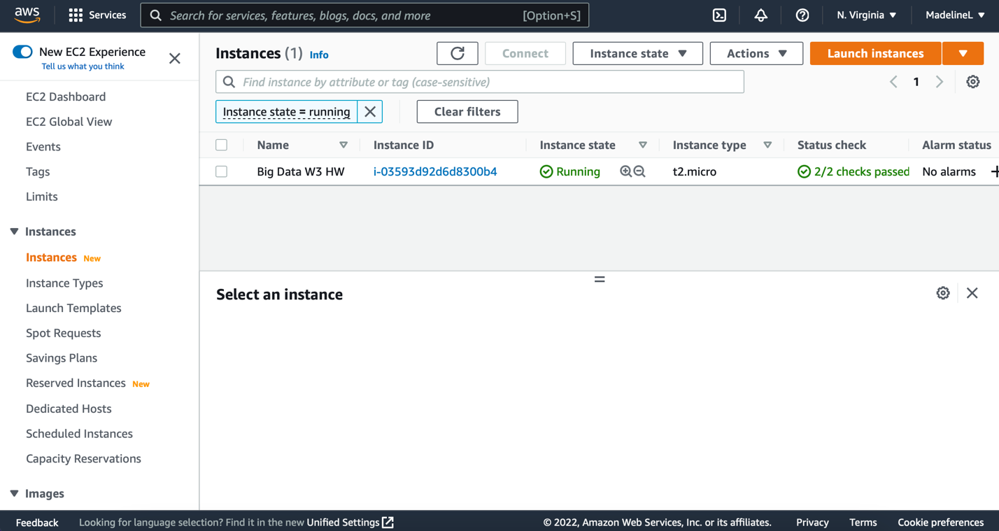 aws
Services
Search for services, features, blogs, docs, and more
[Option+S]
N. Virginia
MadelineL
New EC2 Experience
Tell us what you think
EC2 Dashboard
EC2 Global View
Events
Tags
Limits
Instances
Instances New
Instance Types
Launch Templates
Spot Requests
Savings Plans
Reserved Instances New
Dedicated Hosts
Scheduled Instances
Capacity Reservations
Images
Instances (1) Info
Connect
Instance state
Actions
Launch instances
Find instance by attribute or tag (case-sensitive)
1
Instance state = running
Clear filters
Name Instance ID Instance state Instance type Status check Alarm status
Big Data W3 HW i-03593d92d6d8300b4 Running t2.micro 2/2 checks passed No alarms
Select an instance
Feedback Looking for language selection? Find it in the new Unified Settings © 2022, Amazon Web Services, Inc. or its affiliates. Privacy Terms Cookie preferences